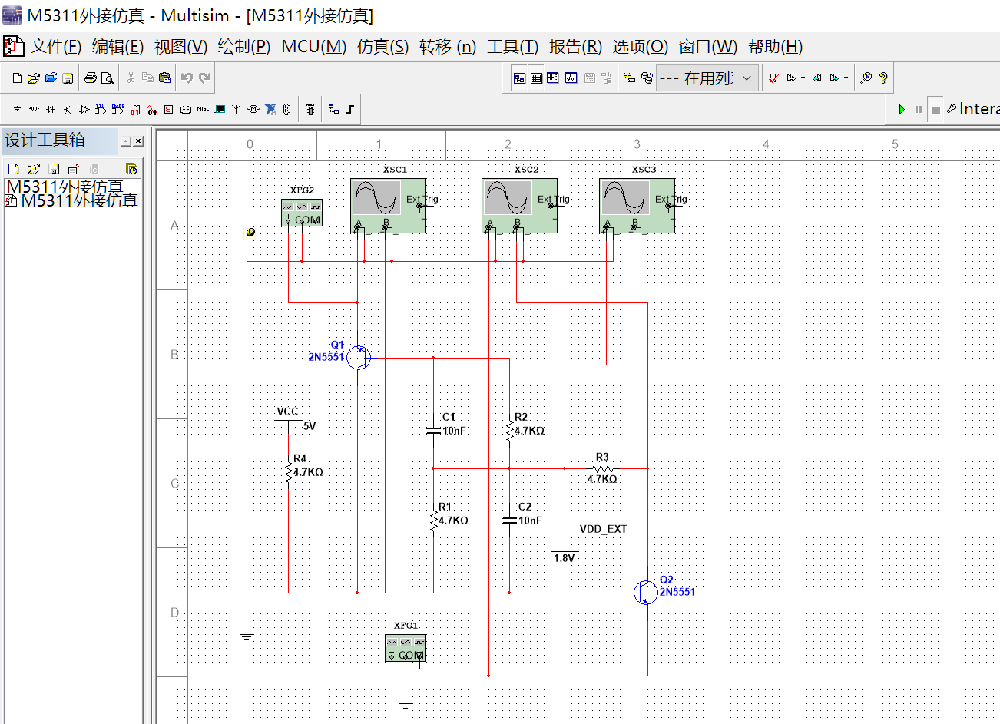 M5311外接仿真 - Multisim - [M5311外接仿真]
文件(F) 编辑(E) 视图(V) 绘制(P) MCU(M) 仿真(S) 转移 (n) 工具(T) 报告(R) 选项(O) 窗口(W) 帮助(H)
--- 在用列
MISC
Intera
设计工具箱
M5311外接仿真
M5311外接仿真
0 1 2 3 4 5
XSC1 XSC2 XSC3
XFG2
Ext Trig Ext Trig Ext Trig
COM
A B A B A B
A
B
Q1
2N5551
VCC
5V
C1
10nF
R2
4.7KΩ
R4
4.7KΩ
R3
4.7KΩ
C
R1
4.7KΩ
C2
10nF
VDD_EXT
1.8V
Q2
2N5551
D
XFG1
COM